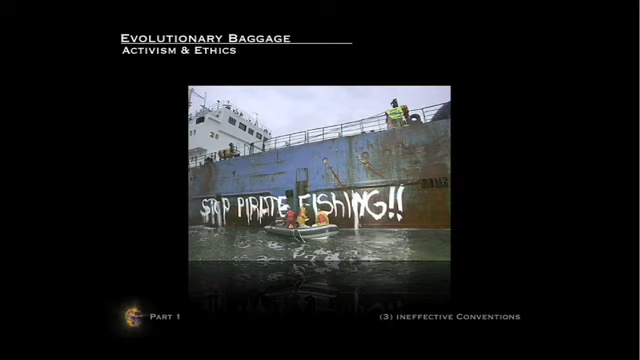 Evolutionary Baggage
Activism & Ethics
STOP PIRATE FISHING!!
Part 1
(3) ineffective Conventions